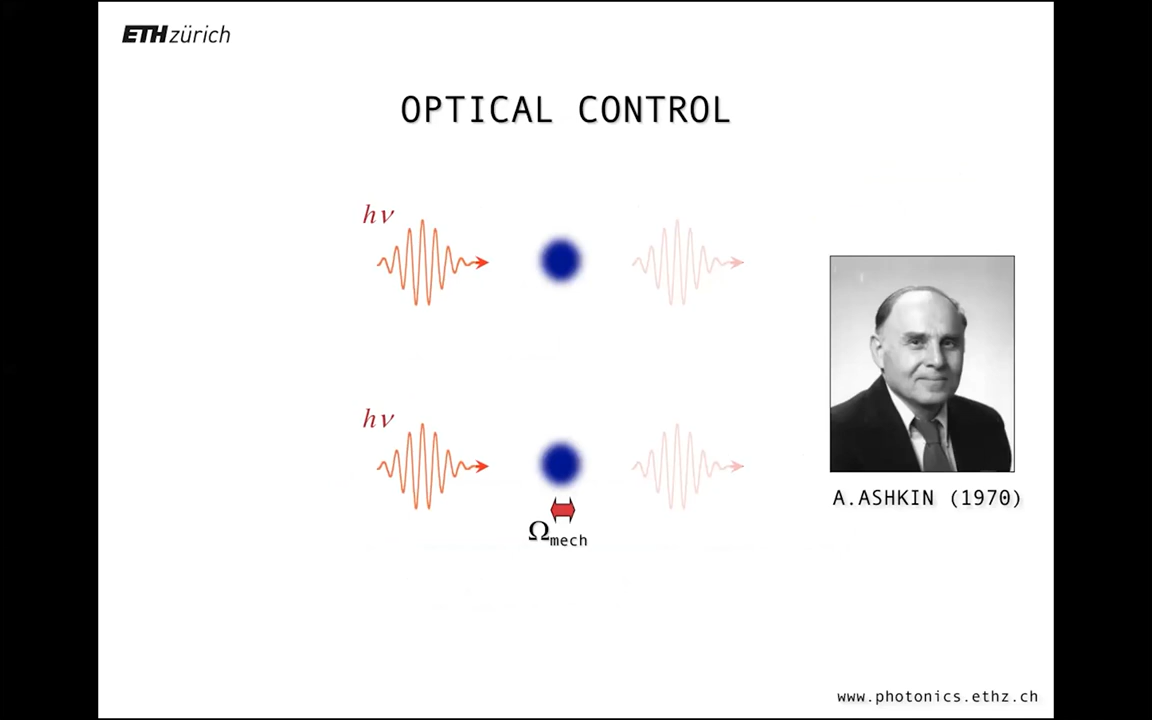 ETH zürich
OPTICAL CONTROL
hν
hν
Ωmech
A.ASHKIN (1970)
www.photonics.ethz.ch